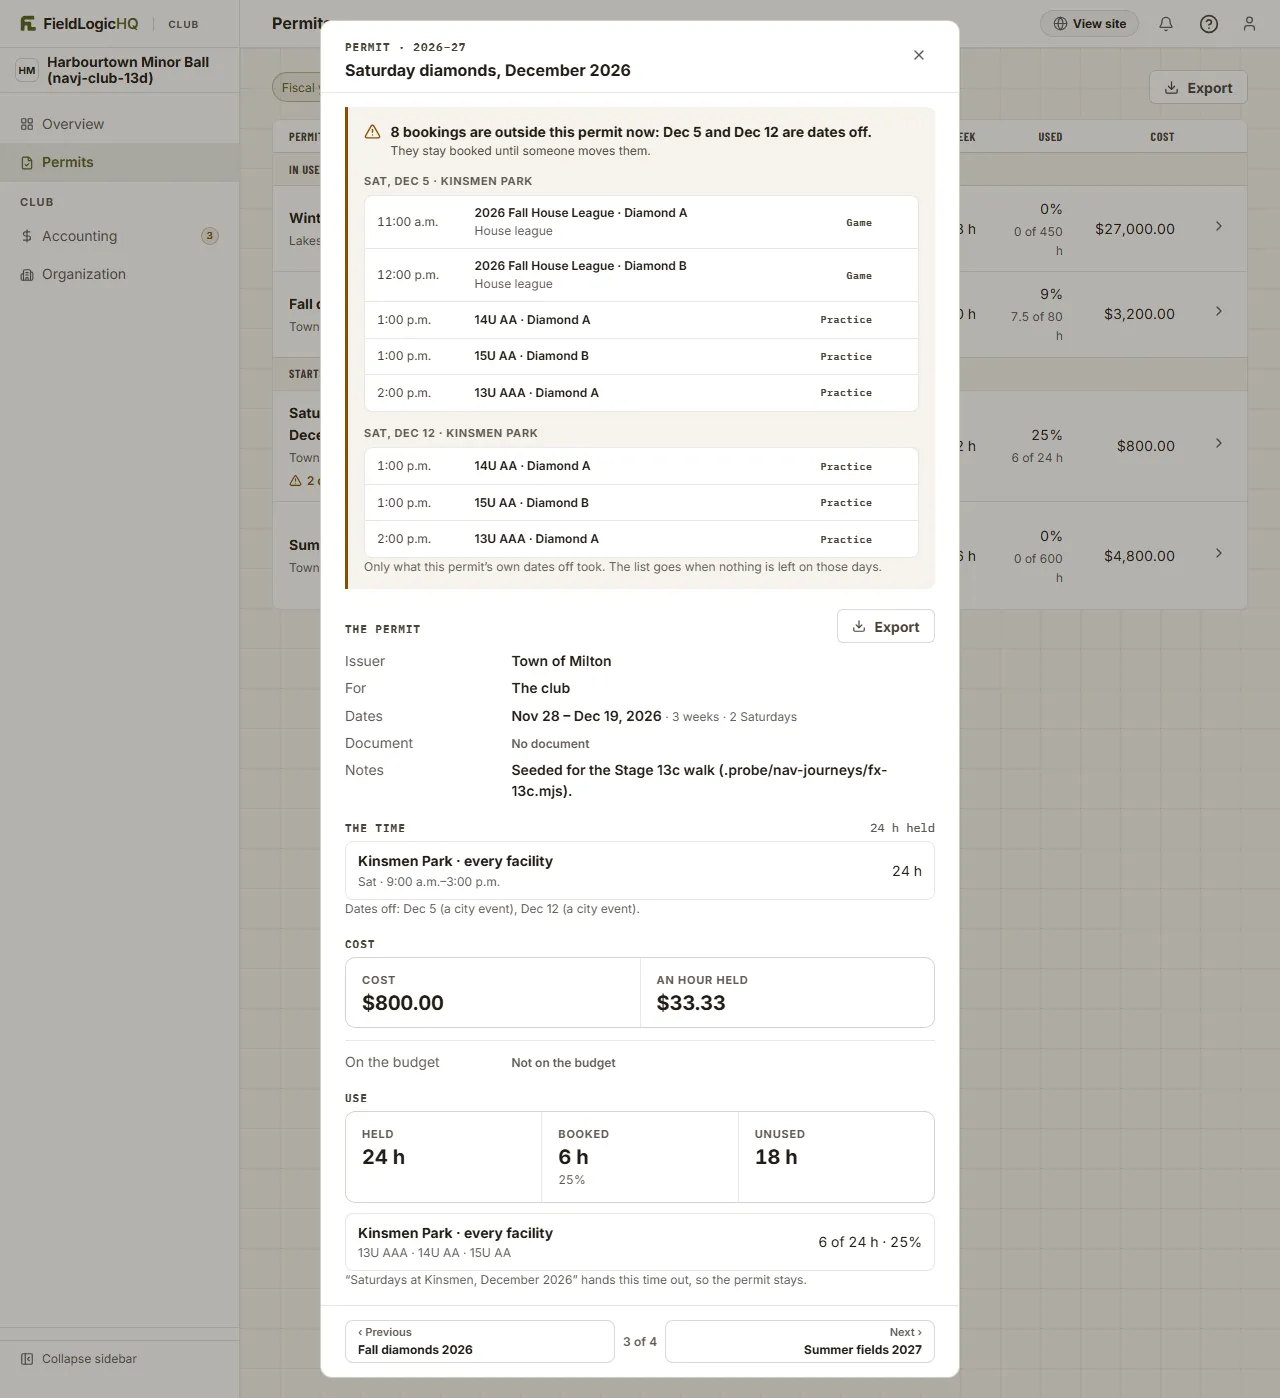 FieldLogicHQ
CLUB
HM
Harbourtown Minor Ball
(navj-club-13d)
Overview
Permits
CLUB
Accounting
3
Organization
Collapse sidebar
Permits
View site
Fiscal
Export
USED
COST
IN USE
0%
0 of 450
h
$27,000.00
Fall
Town
9%
7.5 of 80
h
$3,200.00
START
Town
25%
6 of 24 h
$800.00
Town
0%
0 of 600
h
$4,800.00
PERMIT · 2026-27
Saturday diamonds, December 2026
8 bookings are outside this permit now: Dec 5 and Dec 12 are dates off.
They stay booked until someone moves them.
SAT, DEC 5 · KINSMEN PARK
11:00 a.m.
2026 Fall House League · Diamond A
House league
Game
12:00 p.m.
2026 Fall House League · Diamond B
House league
Game
1:00 p.m.
14U AA · Diamond A
Practice
1:00 p.m.
15U AA · Diamond B
Practice
2:00 p.m.
13U AAA · Diamond A
Practice
SAT, DEC 12 · KINSMEN PARK
1:00 p.m.
14U AA · Diamond A
Practice
1:00 p.m.
15U AA · Diamond B
Practice
2:00 p.m.
13U AAA · Diamond A
Practice
Only what this permit’s own dates off took. The list goes when nothing is left on those days.
THE PERMIT
Export
Issuer
Town of Milton
For
The club
Dates
Nov 28 – Dec 19, 2026 · 3 weeks · 2 Saturdays
Document
No document
Notes
Seeded for the Stage 13c walk (.probe/nav-journeys/fx-
13c.mjs).
THE TIME
24 h held
Kinsmen Park · every facility
Sat · 9:00 a.m.–3:00 p.m.
24 h
Dates off: Dec 5 (a city event), Dec 12 (a city event).
COST
COST
$800.00
AN HOUR HELD
$33.33
On the budget
Not on the budget
USE
HELD
24 h
BOOKED
6 h
25%
UNUSED
18 h
Kinsmen Park · every facility
13U AAA · 14U AA · 15U AA
6 of 24 h · 25%
“Saturdays at Kinsmen, December 2026” hands this time out, so the permit stays.
‹ Previous
Fall diamonds 2026
3 of 4
Next ›
Summer fields 2027